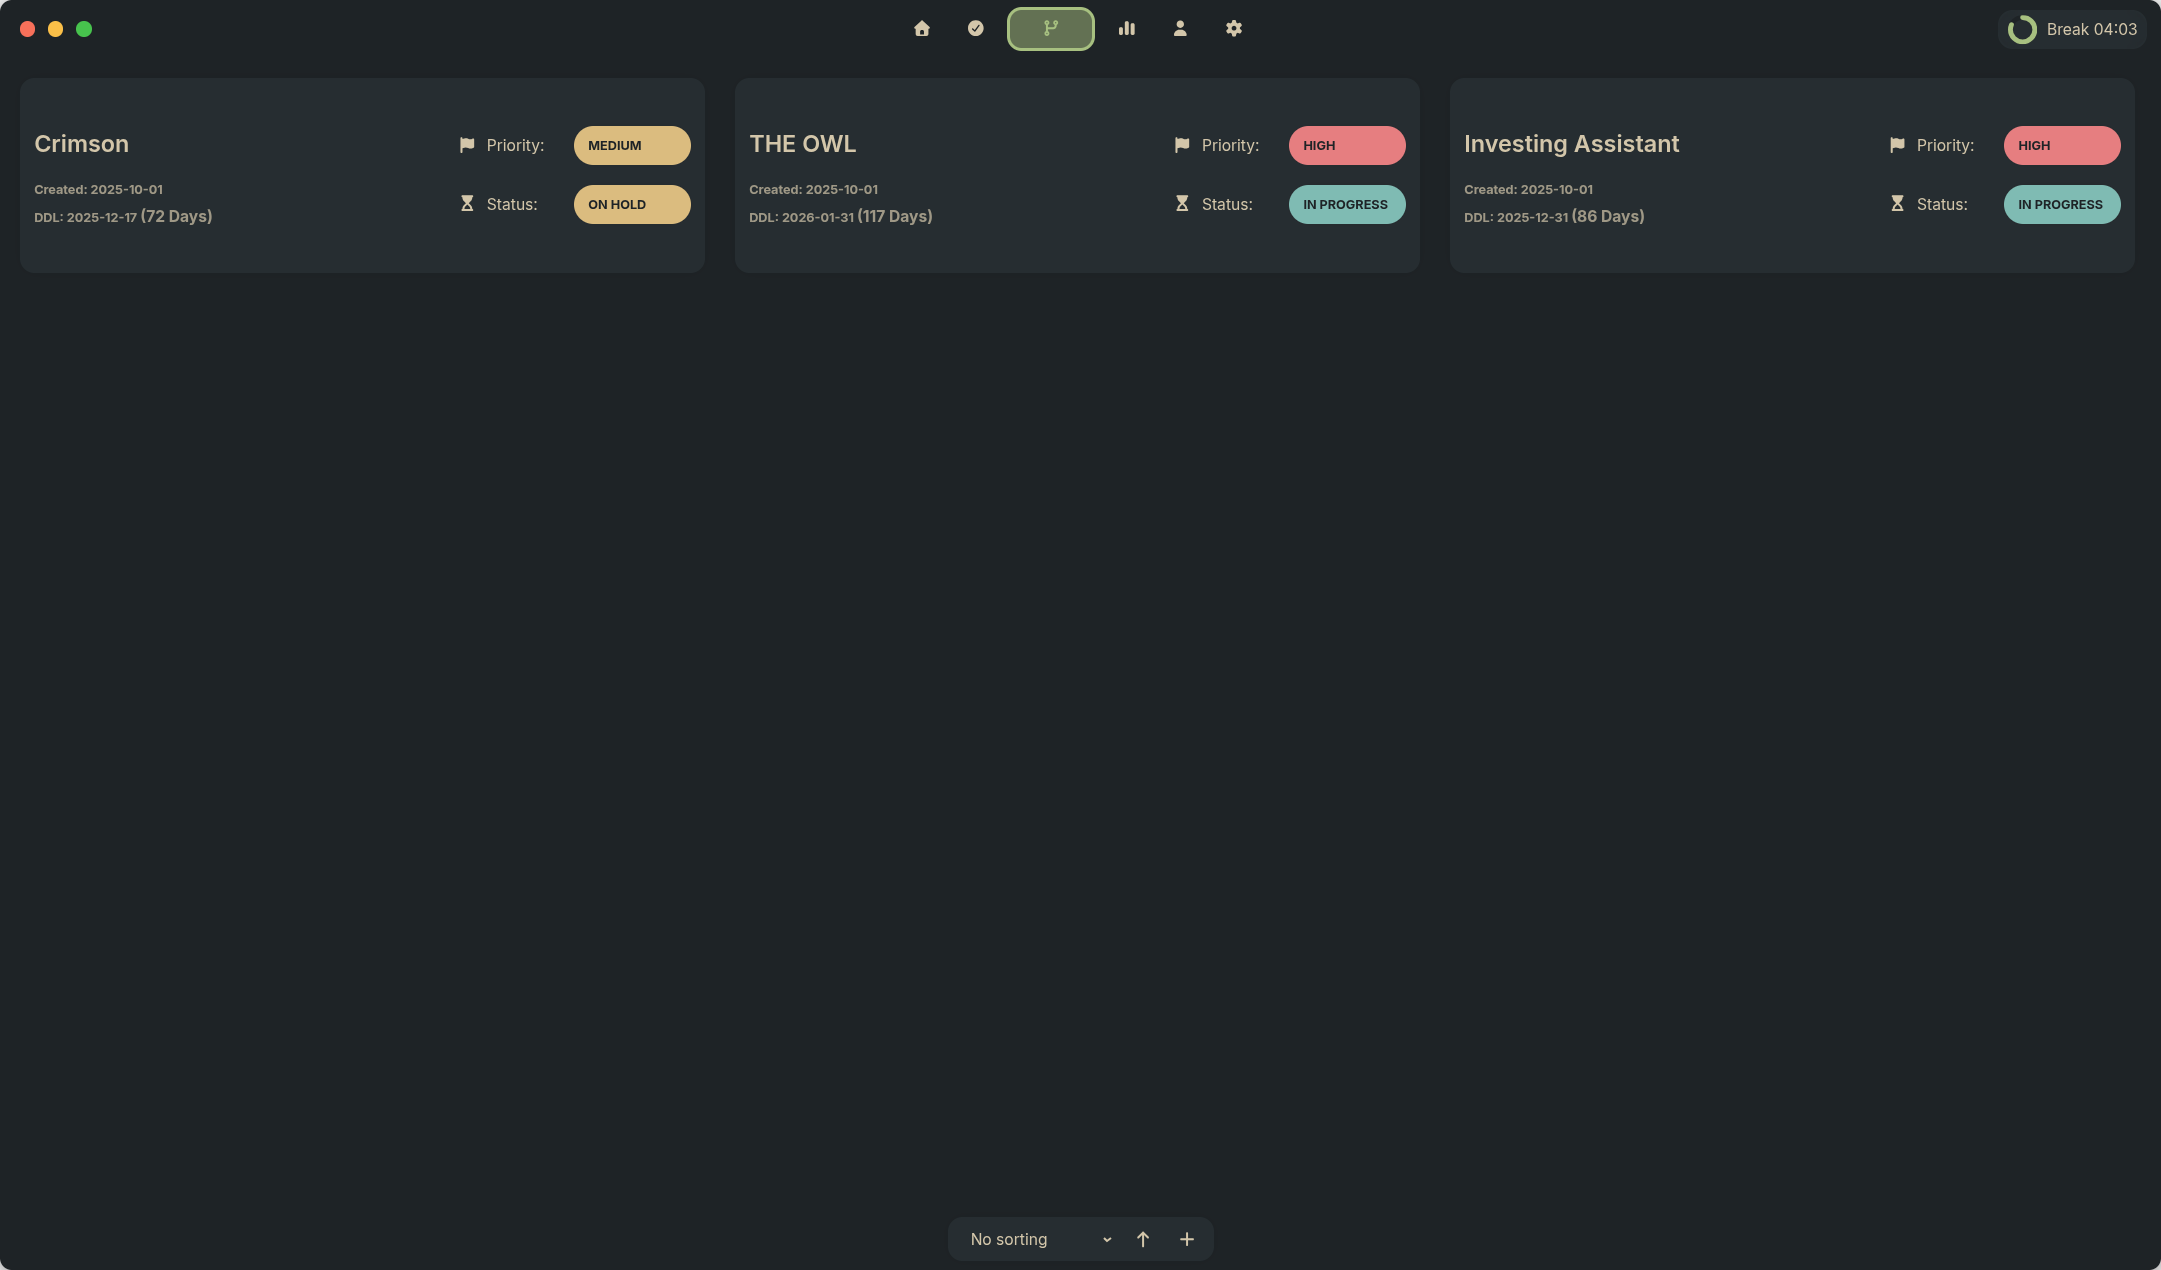 Break 04:03
Crimson
Priority: MEDIUM
Created: 2025-10-01
Status: ON HOLD
DDL: 2025-12-17 (72 Days)
THE OWL
Priority: HIGH
Created: 2025-10-01
Status: IN PROGRESS
DDL: 2026-01-31 (117 Days)
Investing Assistant
Priority: HIGH
Created: 2025-10-01
Status: IN PROGRESS
DDL: 2025-12-31 (86 Days)
No sorting